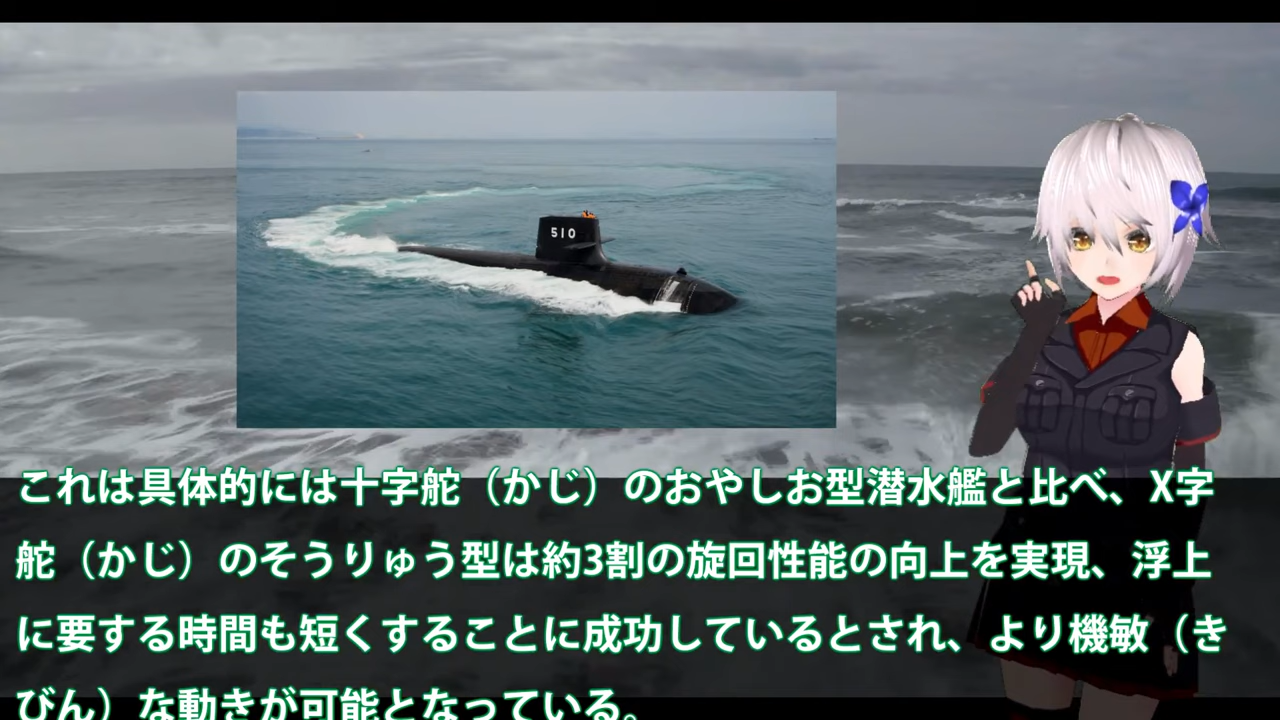 510
これは具体的には十字舵（かじ）のおやしお型潜水艦と比べ、X字
舵（かじ）のそうりゅう型は約3割の旋回性能の向上を実現、浮上
に要する時間も短くすることに成功しているとされ、より機敏（き
びん）な動きが可能となっている。